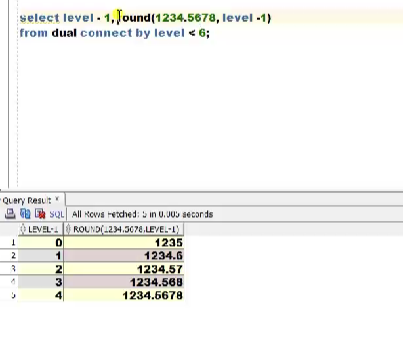 select level - 1, round(1234.5678, level -1)
from dual connect by level < 6;
Query Result ×
SQL | All Rows Fetched: 5 in 0.005 seconds
LEVEL-1 ROUND(1234.5678,LEVEL-1)
1 0 1235
2 1 1234.6
3 2 1234.57
4 3 1234.568
5 4 1234.5678